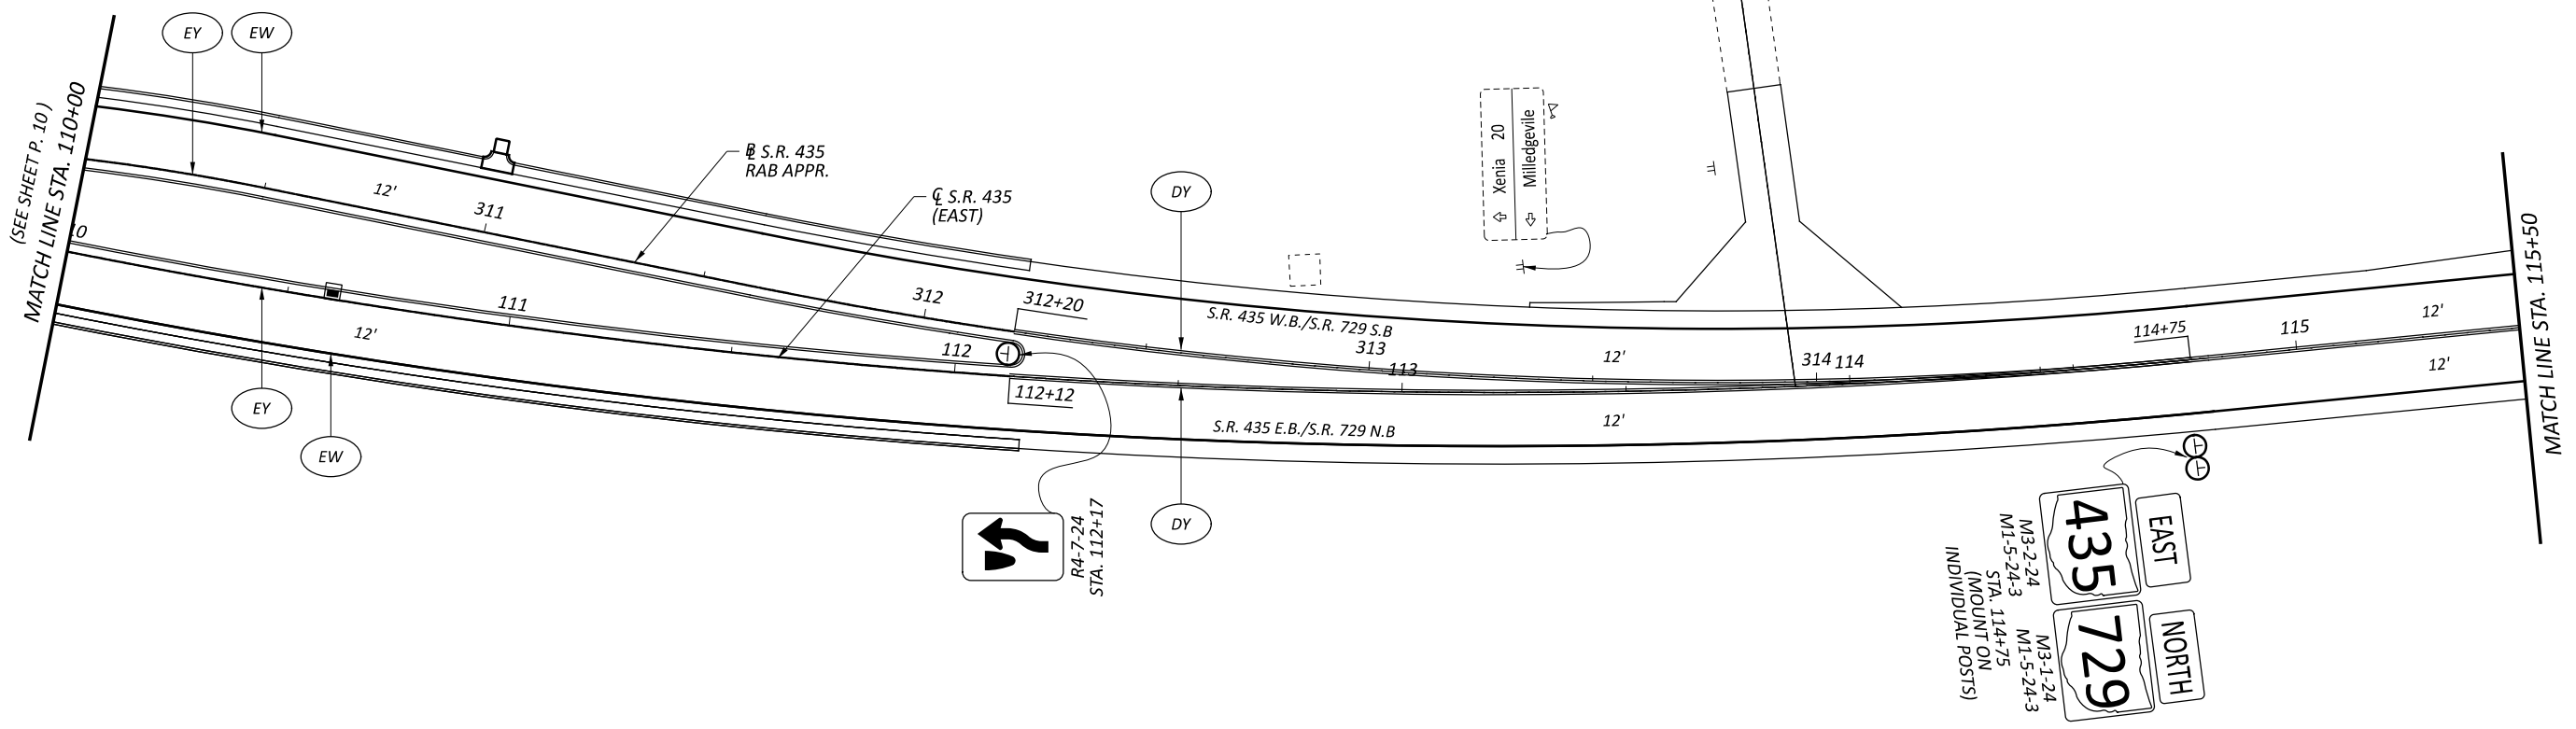 EY
EW
(SEE SHEET P. 10 )
MATCH LINE STA. 110+00
12'
311
B̲L S.R. 435
RAB APPR.
℄ S.R. 435
(EAST)
DY
Xenia 20
Milledgevile
111
12'
EY
EW
312
312+20
112
112+12
S.R. 435 W.B./S.R. 729 S.B
313
113
12'
314
114
114+75
115
12'
12'
S.R. 435 E.B./S.R. 729 N.B
12'
DY
R4-7-24
STA. 112+17
MATCH LINE STA. 115+50
EAST
435
M3-2-24
M1-5-24-3
NORTH
729
M3-1-24
M1-5-24-3
STA. 114+75
(MOUNT ON
INDIVIDUAL POSTS)